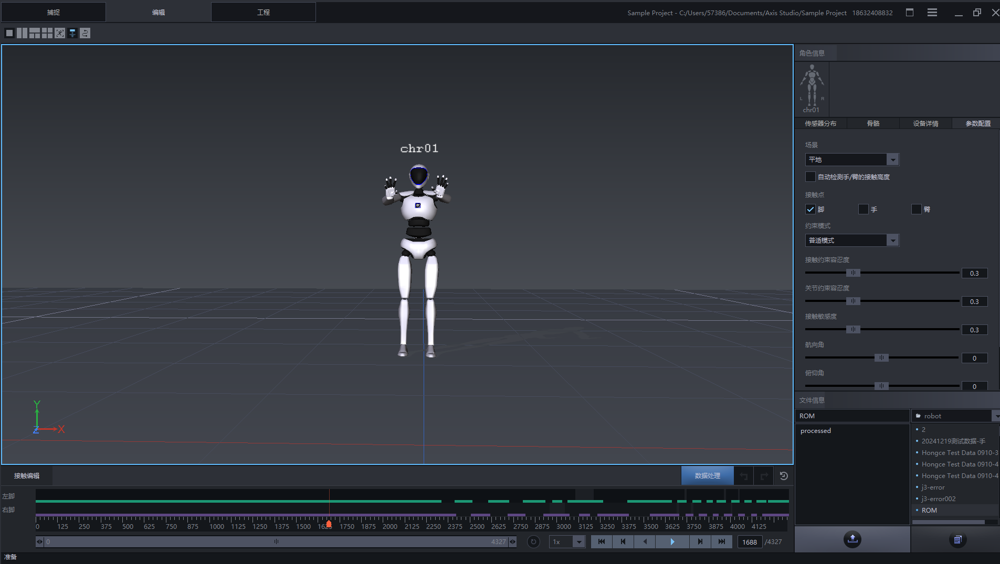 捕捉
编辑
工程
Sample Project - C:/Users/57386/Documents/Axis Studio/Sample Project 18632408832
角色信息
L R
chr01
传感器分布 骨骼 设备详情 参数配置
场景
平地
自动检测手/臀的接触高度
接触点
脚 手 臀
约束模式
普适模式
接触约束容忍度
0.3
关节约束容忍度
0.3
接触敏感度
0.3
航向角
0
俯仰角
0
chr01
Y
Z X
文件信息
ROM
robot
processed
2
20241219测试数据-手
Hongce Test Data 0910-3
Hongce Test Data 0910-4
Hongce Test Data 0910-4
j3-error
j3-error002
ROM
接触编辑
数据处理
左脚
右脚
0 125 250 375 500 625 750 875 1000 1125 1250 1375 1500 1625 1750 1875 2000 2125 2250 2375 2500 2625 2750 2875 3000 3125 3250 3375 3500 3625 3750 3875 4000 4125
0 4327
1x
1688 /4327
准备